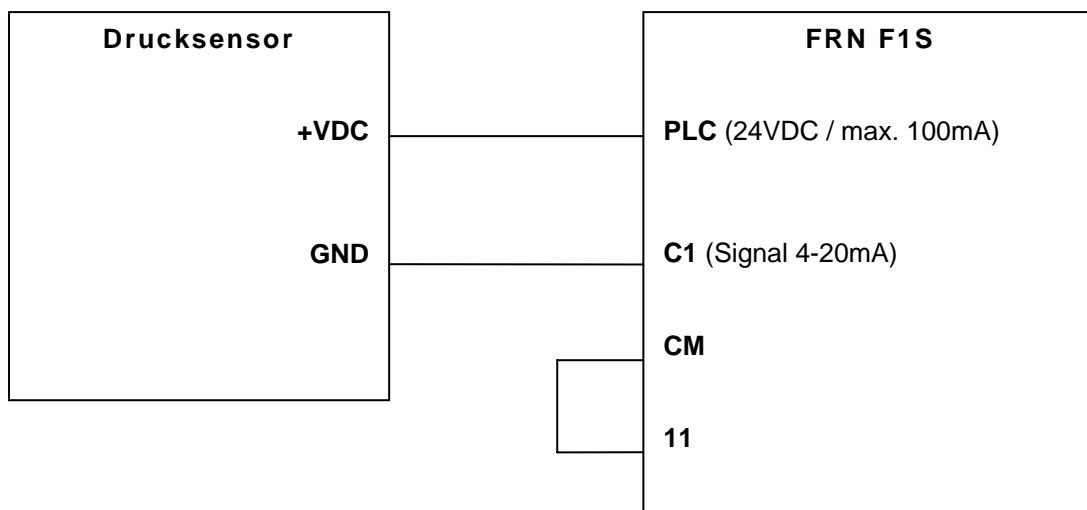 Drucksensor
FRN F1S
+VDC
PLC (24VDC / max. 100mA)
GND
C1 (Signal 4-20mA)
CM
11